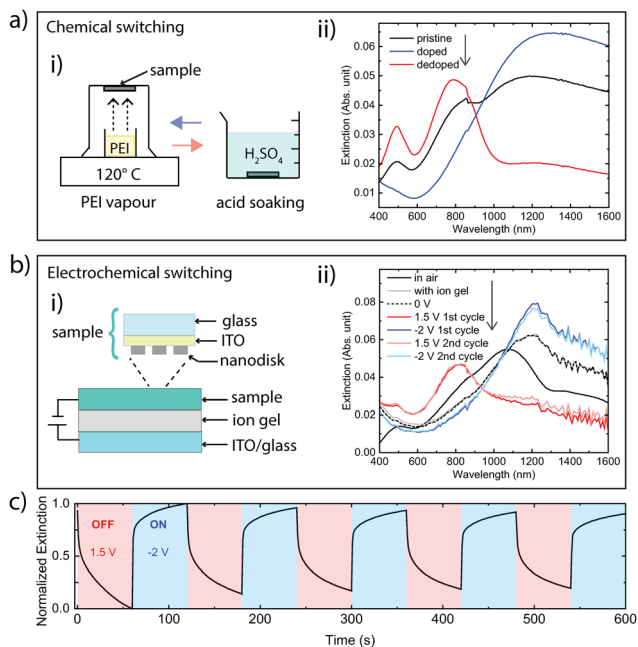 a)
Chemical switching
i)
sample
PEI
120° C
PEI vapour
H₂SO₄
acid soaking
ii)
pristine
doped
dedoped
Extinction (Abs. unit)
0.06
0.05
0.04
0.03
0.02
0.01
400 600 800 1000 1200 1400 1600
Wavelength (nm)
b)
Electrochemical switching
i)
sample
glass
ITO
nanodisk
sample
ion gel
ITO/glass
ii)
in air
with ion gel
0 V
1.5 V 1st cycle
-2 V 1st cycle
1.5 V 2nd cycle
-2 V 2nd cycle
Extinction (Abs. unit)
0.08
0.06
0.04
0.02
0.00
400 600 800 1000 1200 1400 1600
Wavelength (nm)
c)
Normalized Extinction
1.0
0.5
0.0
OFF ON
1.5 V -2 V
0 100 200 300 400 500 600
Time (s)